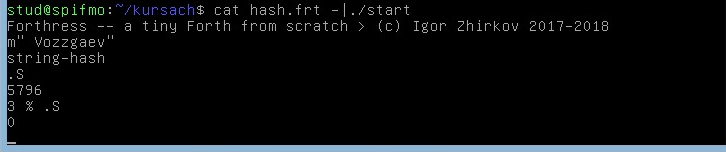 stud@spifmo:~/kursach$ cat hash.frt -|./start
Forthress -- a tiny Forth from scratch > (c) Igor Zhirkov 2017-2018
m" Vozzgaev"
string-hash
.S
5796
3 % .S
0